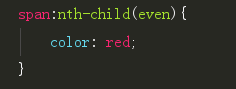 span:nth-child(even){
    color: red;
}